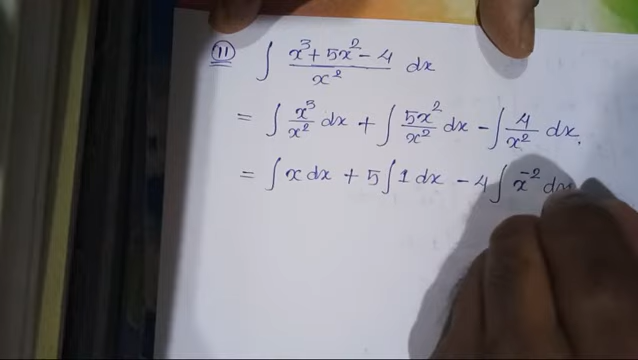 11 ∫ (x³ + 5x² - 4)/x² dx
= ∫ x³/x² dx + ∫ 5x²/x² dx - ∫ 4/x² dx.
= ∫ x dx + 5 ∫ 1 dx - 4 ∫ x⁻² dx